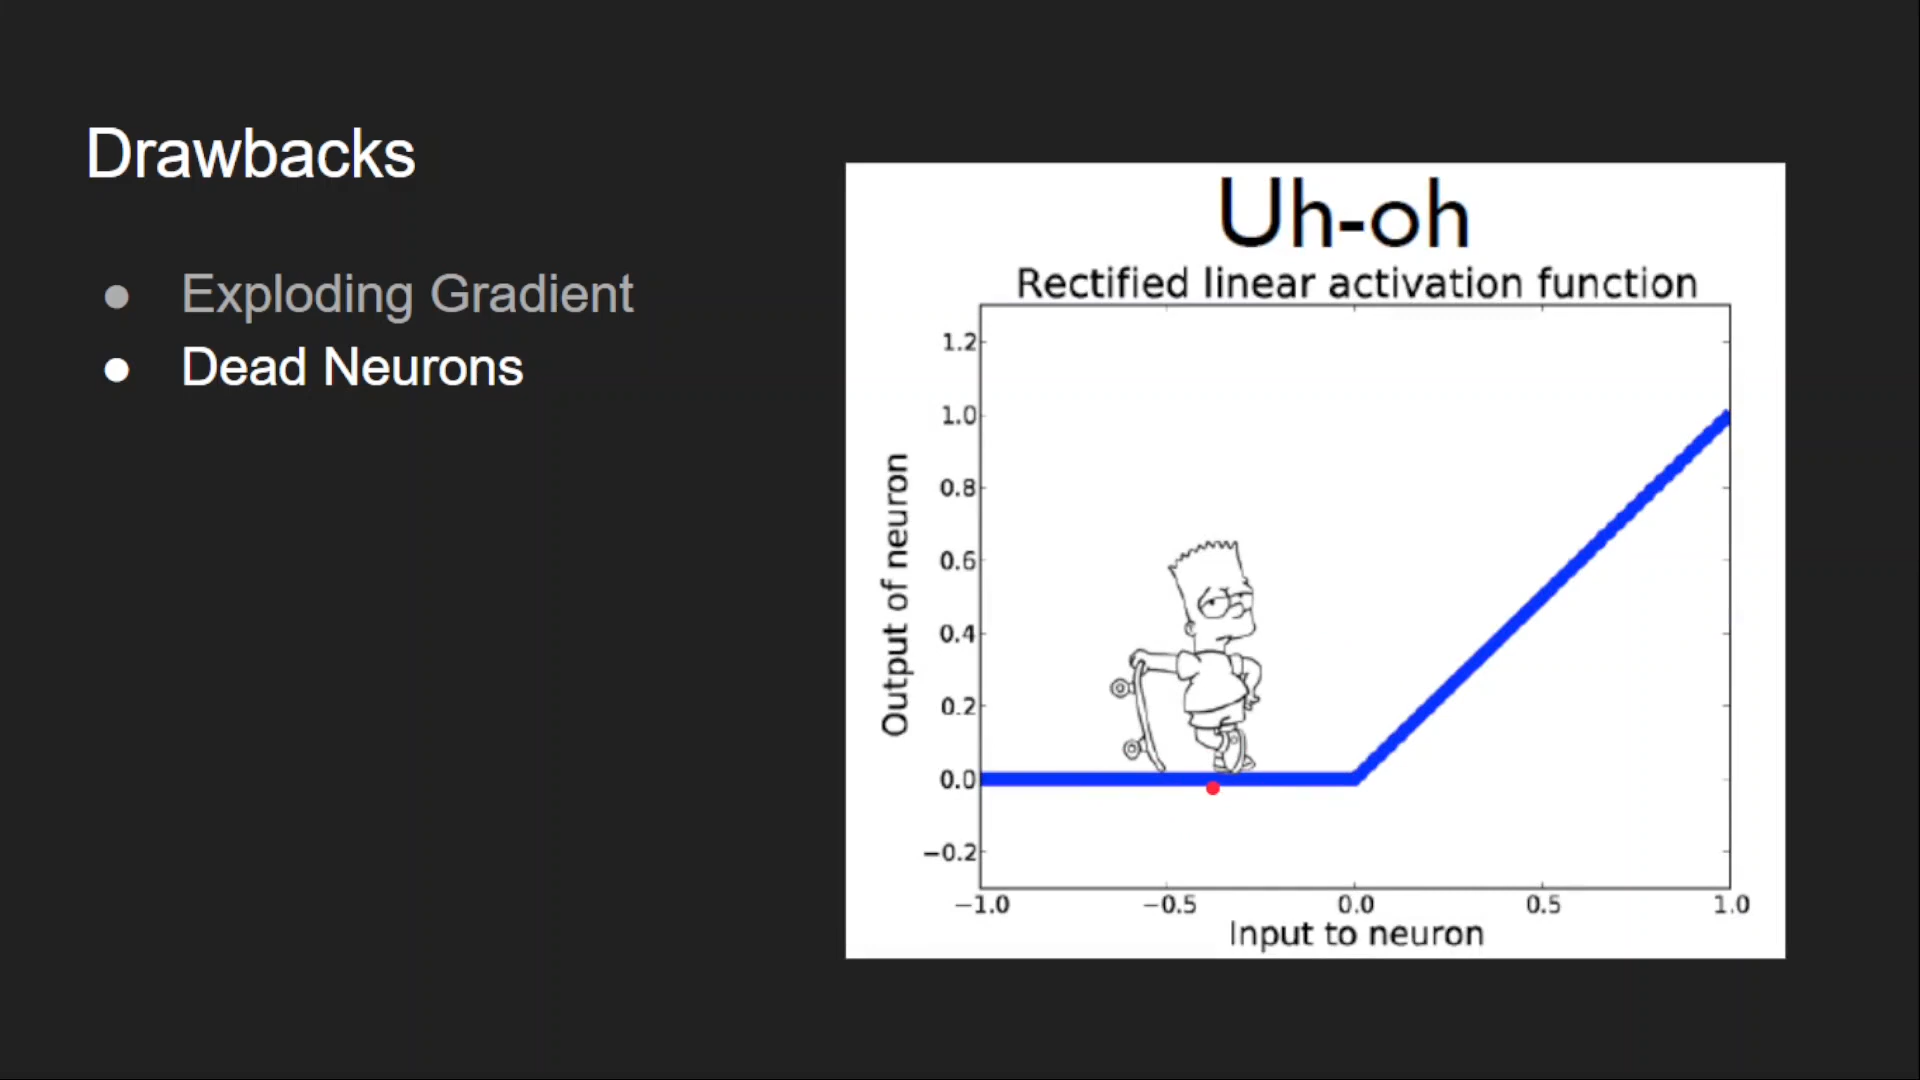 Drawbacks
● Exploding Gradient
● Dead Neurons
Uh-oh
Rectified linear activation function
1.2
1.0
0.8
0.6
0.4
0.2
0.0
−0.2
Output of neuron
−1.0 −0.5 0.0 0.5 1.0
Input to neuron